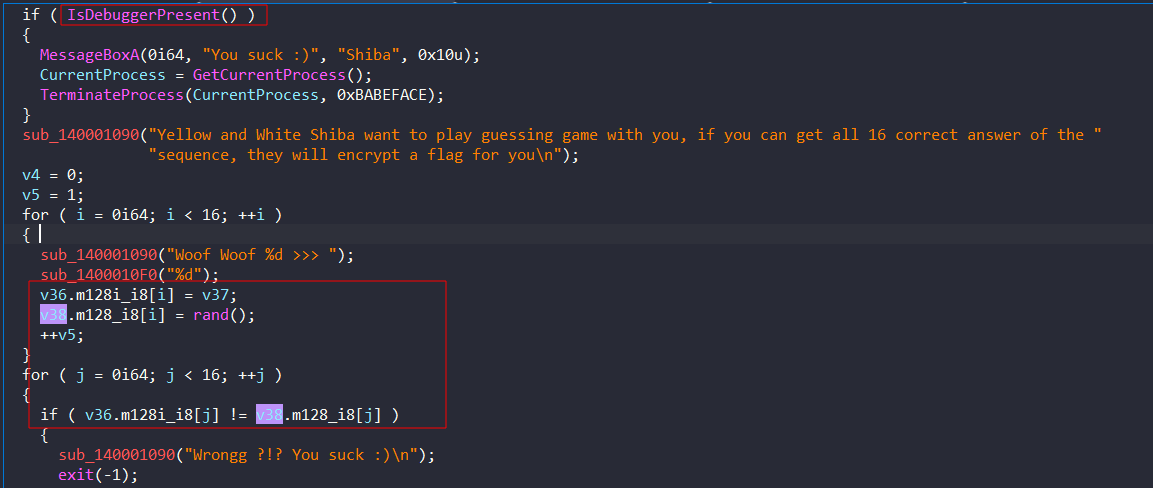 if ( IsDebuggerPresent() )
{
MessageBoxA(0i64, "You suck :)", "Shiba", 0x10u);
CurrentProcess = GetCurrentProcess();
TerminateProcess(CurrentProcess, 0xBABEFACE);
}
sub_140001090("Yellow and White Shiba want to play guessing game with you, if you can get all 16 correct answer of the "
"sequence, they will encrypt a flag for you\n");
v4 = 0;
v5 = 1;
for ( i = 0i64; i < 16; ++i )
{
sub_140001090("Woof Woof %d >>> ");
sub_1400010F0("%d");
v36.m128i_i8[i] = v37;
v38.m128_i8[i] = rand();
++v5;
}
for ( j = 0i64; j < 16; ++j )
{
if ( v36.m128i_i8[j] != v38.m128_i8[j] )
{
sub_140001090("Wrongg ?!? You suck :)\n");
exit(-1);